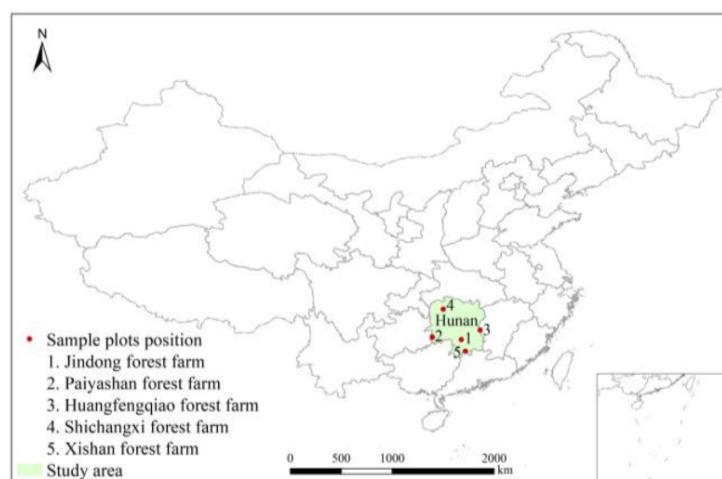 N
4
Hunan
3
2
1
5
Sample plots position
1. Jindong forest farm
2. Paiyashan forest farm
3. Huangfengqiao forest farm
4. Shichangxi forest farm
5. Xishan forest farm
Study area
0 500 1000 2000
km